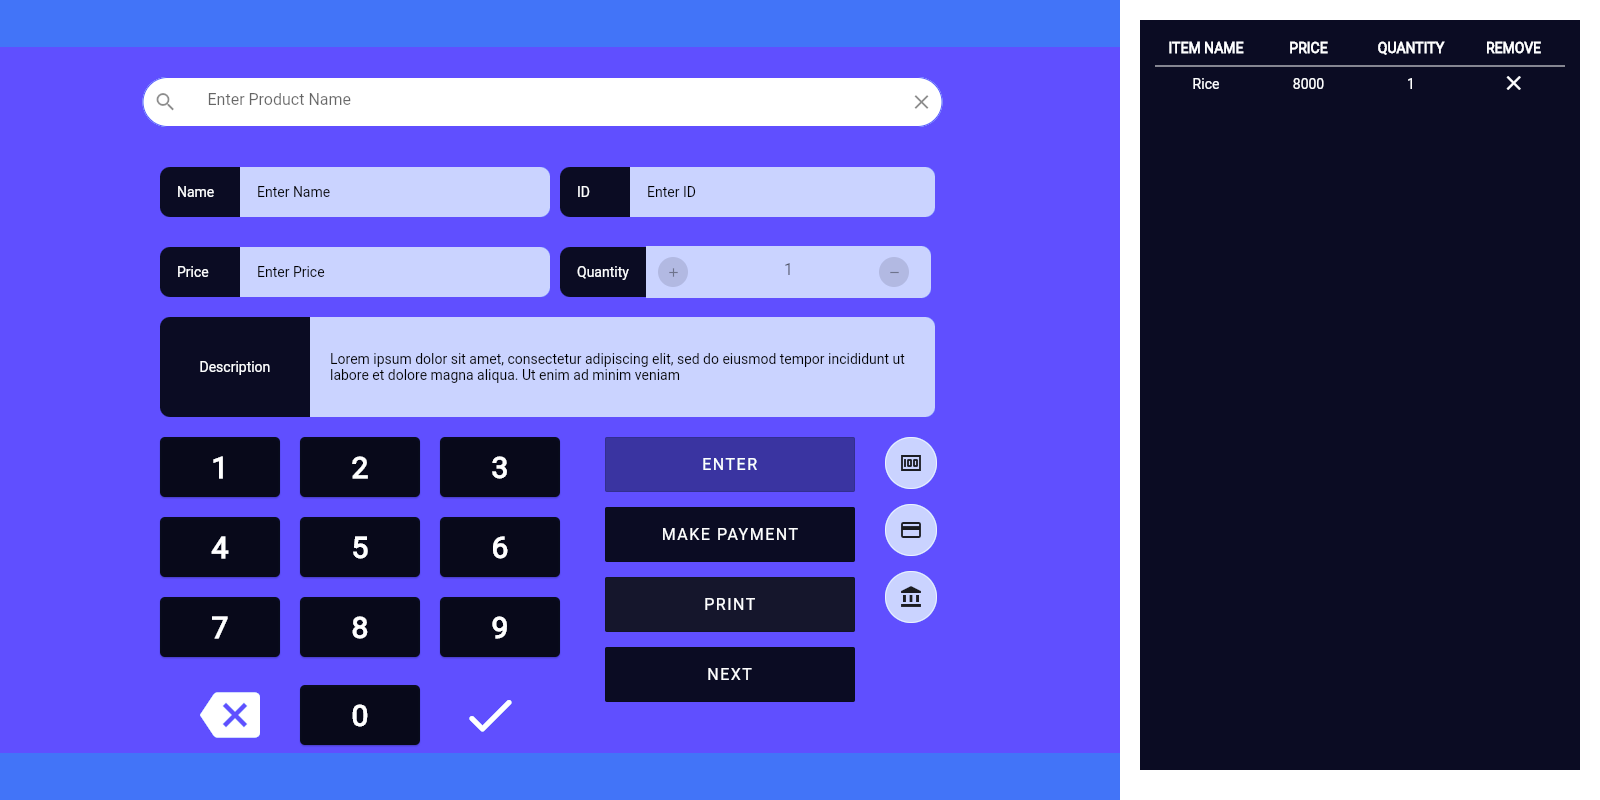 Enter Product Name
Name Enter Name ID Enter ID
Price Enter Price Quantity + 1 −
Description
Lorem ipsum dolor sit amet, consectetur adipiscing elit, sed do eiusmod tempor incididunt ut
labore et dolore magna aliqua. Ut enim ad minim veniam
1 2 3
4 5 6
7 8 9
0
ENTER
MAKE PAYMENT
PRINT
NEXT
100
ITEM NAME PRICE QUANTITY REMOVE
Rice 8000 1